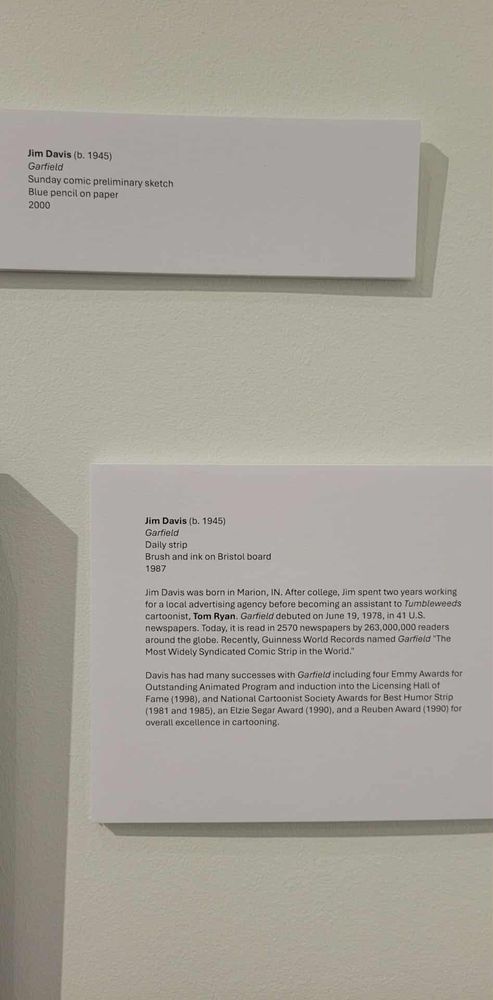 Jim Davis (b. 1945)
Garfield
Sunday comic preliminary sketch
Blue pencil on paper
2000
Jim Davis (b. 1945)
Garfield
Daily strip
Brush and ink on Bristol board
1987
Jim Davis was born in Marion, IN. After college, Jim spent two years working
for a local advertising agency before becoming an assistant to Tumbleweeds
cartoonist, Tom Ryan. Garfield debuted on June 19, 1978, in 41 U.S.
newspapers. Today, it is read in 2570 newspapers by 263,000,000 readers
around the globe. Recently, Guinness World Records named Garfield "The
Most Widely Syndicated Comic Strip in the World."
Davis has had many successes with Garfield including four Emmy Awards for
Outstanding Animated Program and induction into the Licensing Hall of
Fame (1998), and National Cartoonist Society Awards for Best Humor Strip
(1981 and 1985), an Elzie Segar Award (1990), and a Reuben Award (1990) for
overall excellence in cartooning.